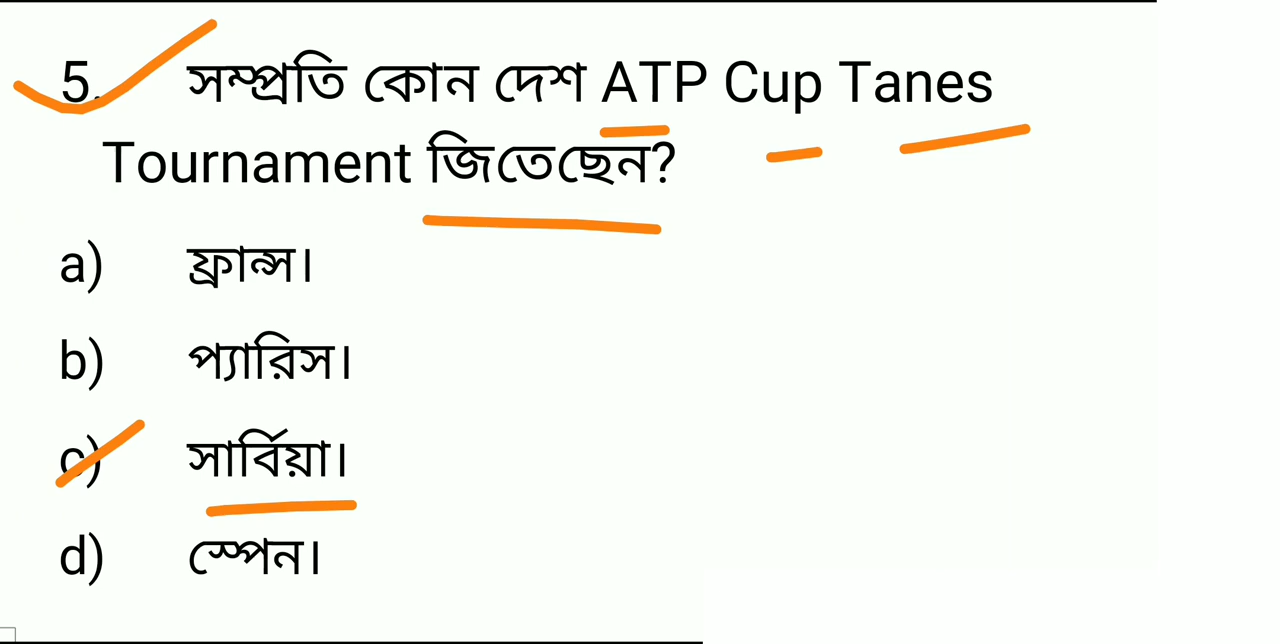 5. সম্প্রতি কোন দেশ ATP Cup Tanes
Tournament জিতেছেন?
a) ফ্রান্স।
b) প্যারিস।
c) সার্বিয়া।
d) স্পেন।